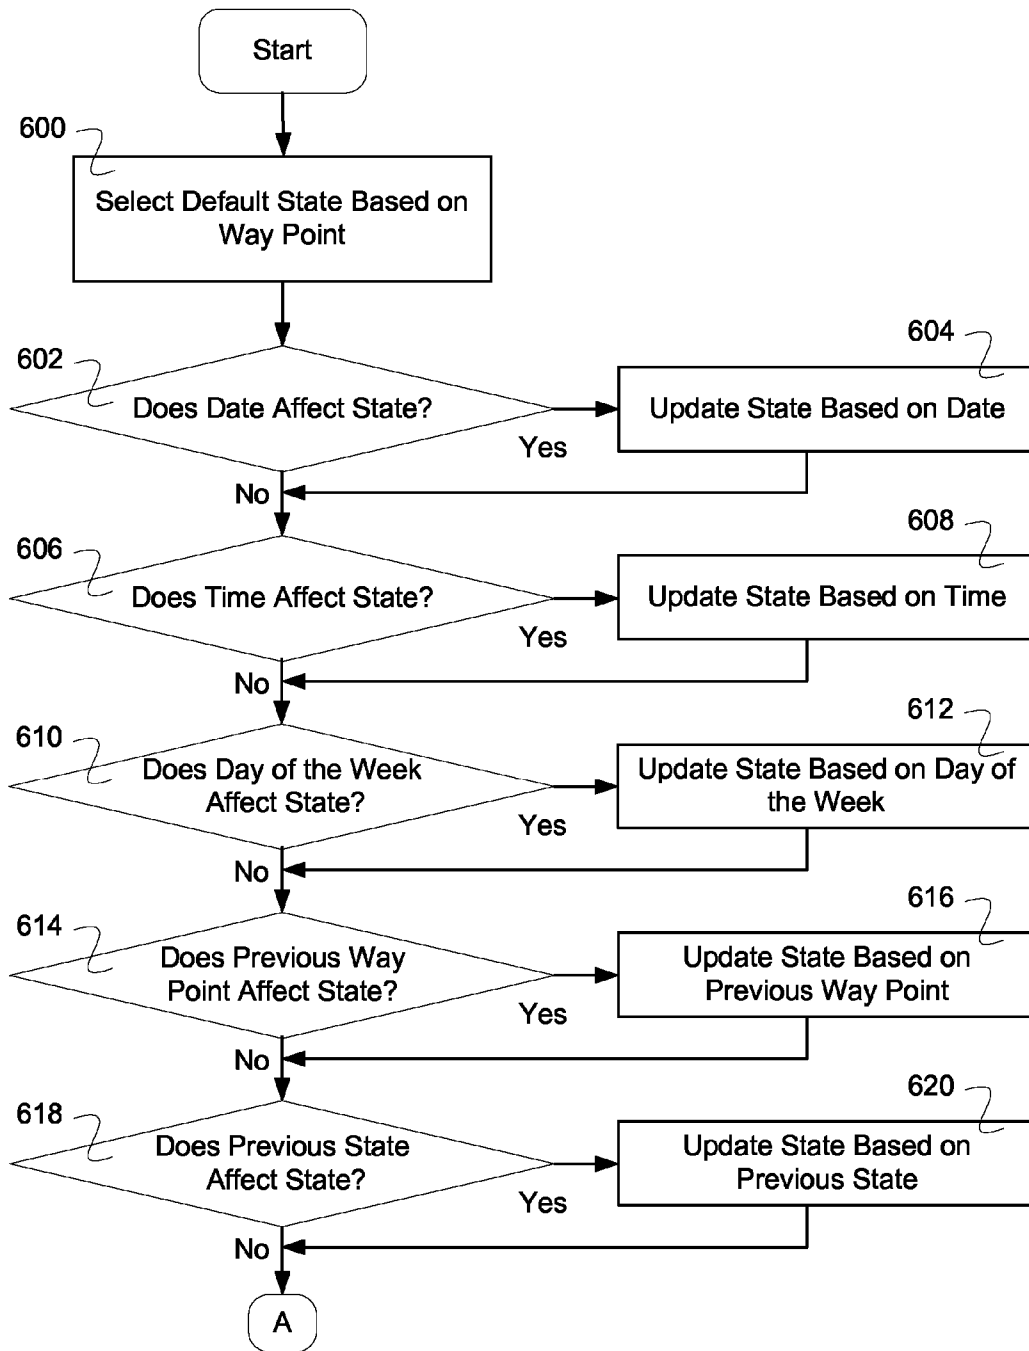 Start
600
Select Default State Based on
Way Point
602
Does Date Affect State?
Yes
No
604
Update State Based on Date
606
Does Time Affect State?
Yes
No
608
Update State Based on Time
610
Does Day of the Week
Affect State?
Yes
No
612
Update State Based on Day of
the Week
614
Does Previous Way
Point Affect State?
Yes
No
616
Update State Based on
Previous Way Point
618
Does Previous State
Affect State?
Yes
No
620
Update State Based on
Previous State
A